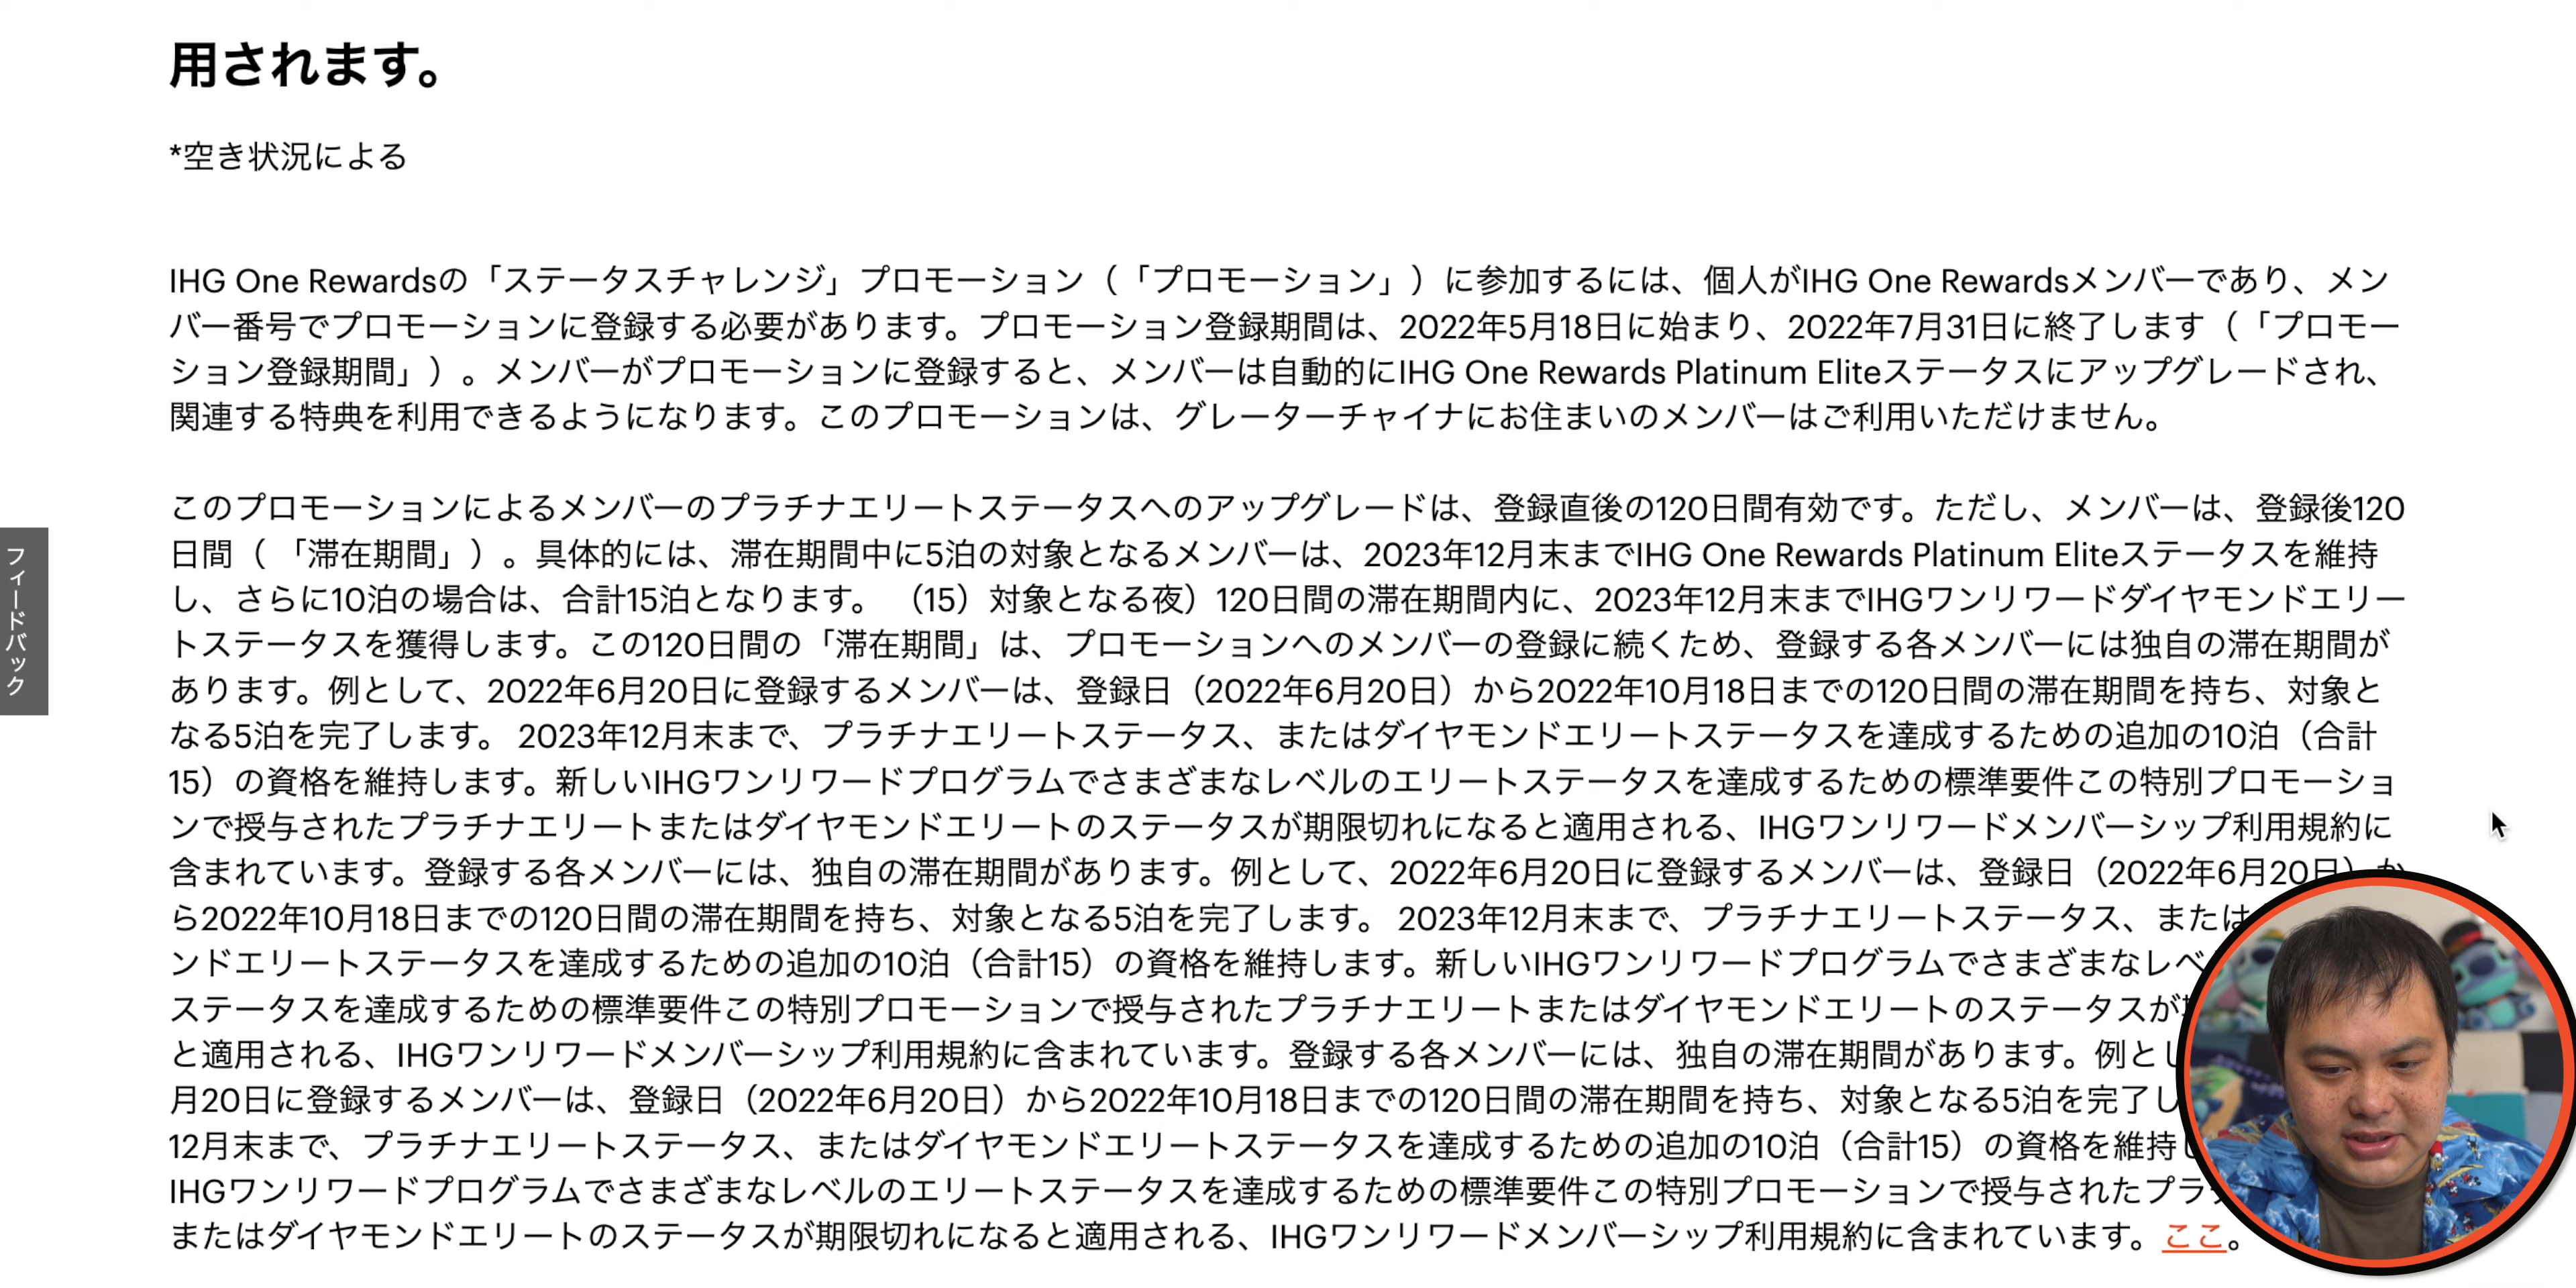 用されます。
*空き状況による
IHG One Rewardsの「ステータスチャレンジ」プロモーション（「プロモーション」）に参加するには、個人がIHG One Rewardsメンバーであり、メン
バー番号でプロモーションに登録する必要があります。プロモーション登録期間は、2022年5月18日に始まり、2022年7月31日に終了します（「プロモー
ション登録期間」）。メンバーがプロモーションに登録すると、メンバーは自動的にIHG One Rewards Platinum Eliteステータスにアップグレードされ、
関連する特典を利用できるようになります。このプロモーションは、グレーターチャイナにお住まいのメンバーはご利用いただけません。
このプロモーションによるメンバーのプラチナエリートステータスへのアップグレードは、登録直後の120日間有効です。ただし、メンバーは、登録後120
日間（ 「滞在期間」）。具体的には、滞在期間中に5泊の対象となるメンバーは、2023年12月末までIHG One Rewards Platinum Eliteステータスを維持
し、さらに10泊の場合は、合計15泊となります。 （15）対象となる夜）120日間の滞在期間内に、2023年12月末までIHGワンリワードダイヤモンドエリー
トステータスを獲得します。この120日間の「滞在期間」は、プロモーションへのメンバーの登録に続くため、登録する各メンバーには独自の滞在期間が
あります。例として、2022年6月20日に登録するメンバーは、登録日（2022年6月20日）から2022年10月18日までの120日間の滞在期間を持ち、対象と
なる5泊を完了します。 2023年12月末まで、プラチナエリートステータス、またはダイヤモンドエリートステータスを達成するための追加の10泊（合計
15）の資格を維持します。新しいIHGワンリワードプログラムでさまざまなレベルのエリートステータスを達成するための標準要件この特別プロモーショ
ンで授与されたプラチナエリートまたはダイヤモンドエリートのステータスが期限切れになると適用される、IHGワンリワードメンバーシップ利用規約に
含まれています。登録する各メンバーには、独自の滞在期間があります。例として、2022年6月20日に登録するメンバーは、登録日（2022年6月20日）か
ら2022年10月18日までの120日間の滞在期間を持ち、対象となる5泊を完了します。 2023年12月末まで、プラチナエリートステータス、または
ンドエリートステータスを達成するための追加の10泊（合計15）の資格を維持します。新しいIHGワンリワードプログラムでさまざまなレベ
ステータスを達成するための標準要件この特別プロモーションで授与されたプラチナエリートまたはダイヤモンドエリートのステータスが
と適用される、IHGワンリワードメンバーシップ利用規約に含まれています。登録する各メンバーには、独自の滞在期間があります。例とし
月20日に登録するメンバーは、登録日（2022年6月20日）から2022年10月18日までの120日間の滞在期間を持ち、対象となる5泊を完了し
12月末まで、プラチナエリートステータス、またはダイヤモンドエリートステータスを達成するための追加の10泊（合計15）の資格を維持し
IHGワンリワードプログラムでさまざまなレベルのエリートステータスを達成するための標準要件この特別プロモーションで授与されたプラ
またはダイヤモンドエリートのステータスが期限切れになると適用される、IHGワンリワードメンバーシップ利用規約に含まれています。ここ。
フィードバック